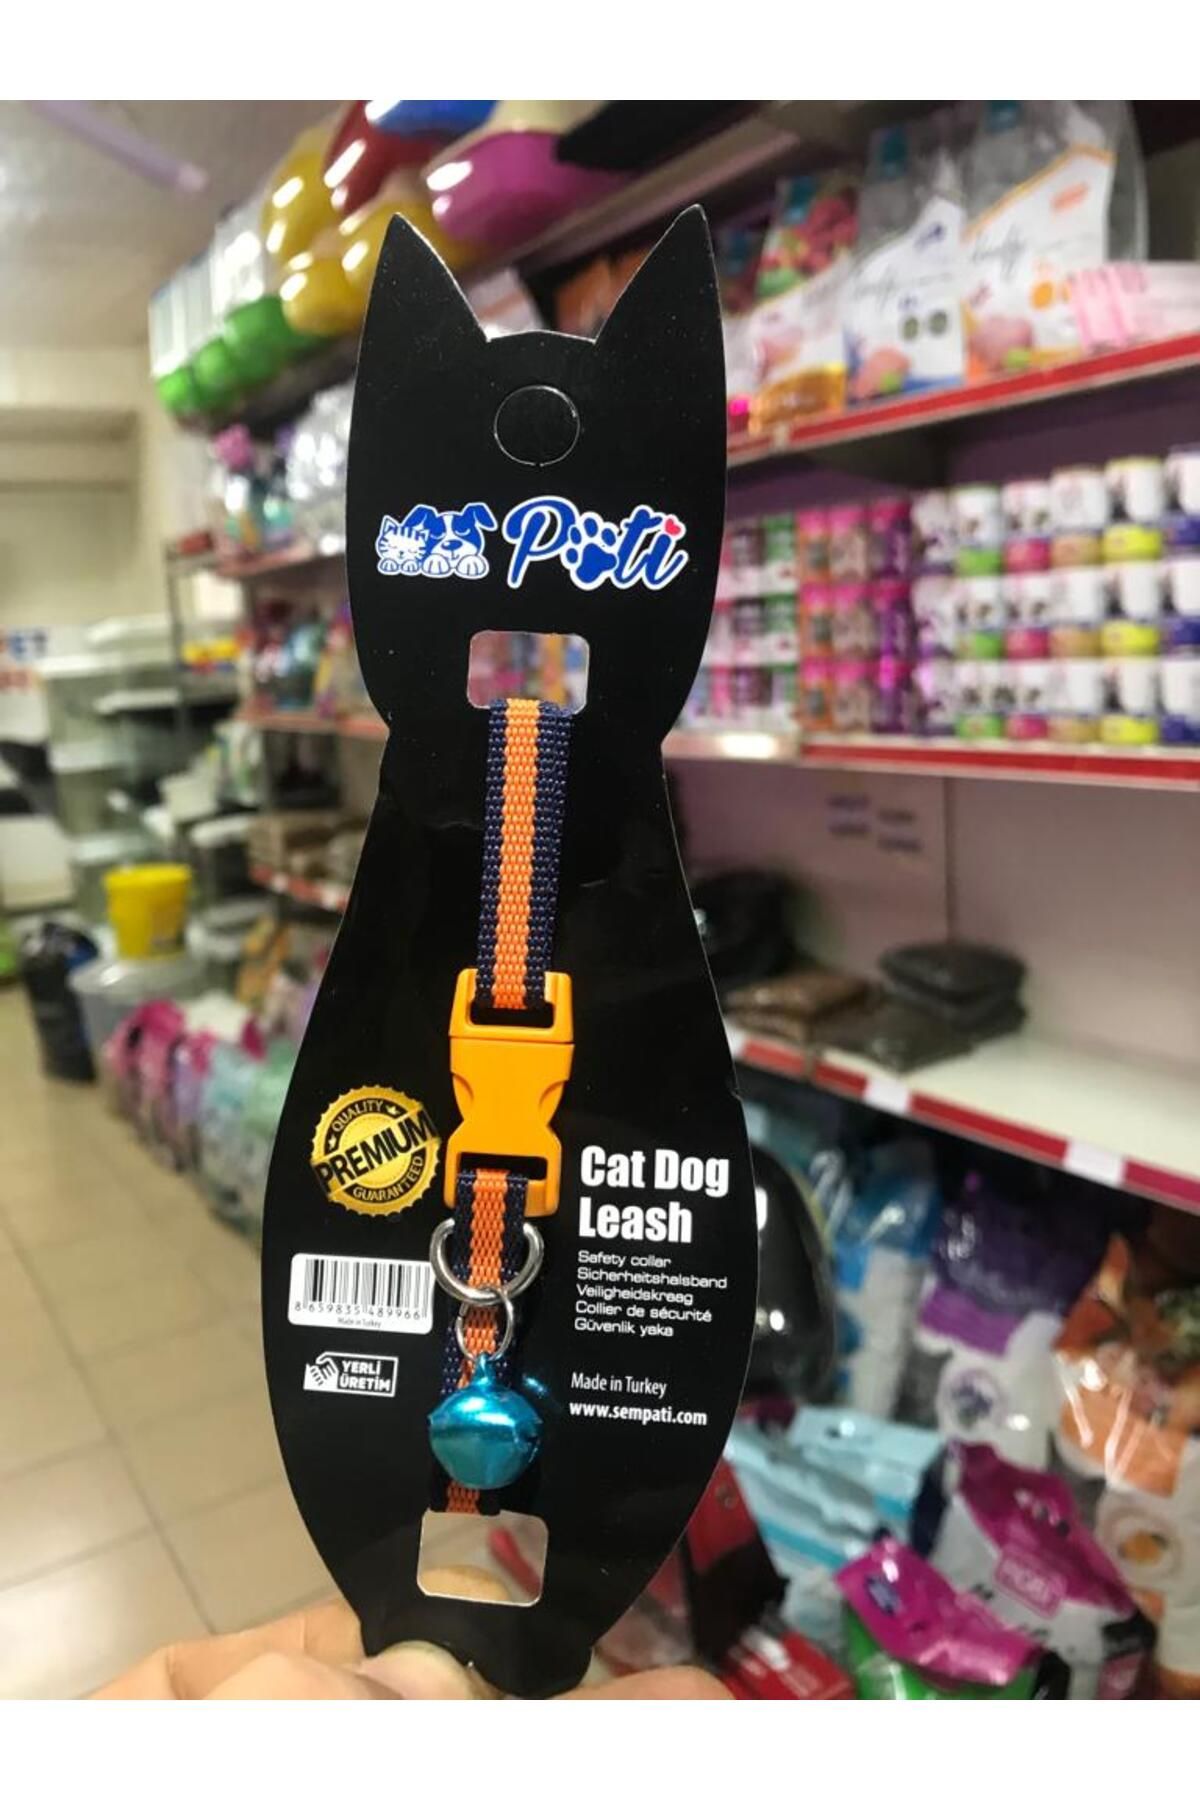 Pati
QUALITY
PREMIUM
GUARANTEED
Cat Dog
Leash
Safety collar
Sicherheitshalsband
Veiligheidskraag
Collier de sécurité
Güvenlik yaka
8 659835 489966
Made in Turkey
YERLİ
ÜRETİM
Made in Turkey
www.sempati.com